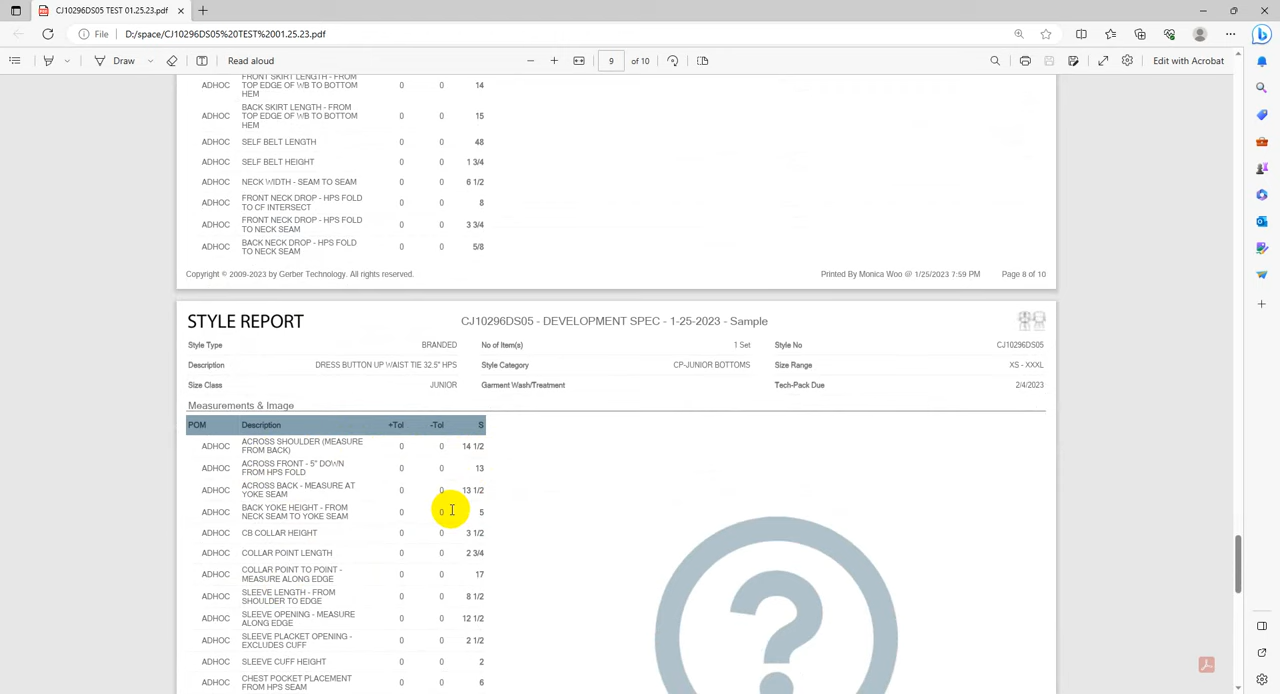 CJ10296DS05 TEST 01.25.23.pdf
File D:/space/CJ10296DS05%20TEST%2001.25.23.pdf
Draw Read aloud 9 of 10 Edit with Acrobat
FRONT SKIRT LENGTH - FROM
ADHOC TOP EDGE OF WB TO BOTTOM 0 0 14
HEM
BACK SKIRT LENGTH - FROM
ADHOC TOP EDGE OF WB TO BOTTOM 0 0 15
HEM
ADHOC SELF BELT LENGTH 0 0 48
ADHOC SELF BELT HEIGHT 0 0 1 3/4
ADHOC NECK WIDTH - SEAM TO SEAM 0 0 6 1/2
ADHOC FRONT NECK DROP - HPS FOLD 0 0 8
TO CF INTERSECT
ADHOC FRONT NECK DROP - HPS FOLD 0 0 3 3/4
TO NECK SEAM
ADHOC BACK NECK DROP - HPS FOLD 0 0 5/8
TO NECK SEAM
Copyright © 2009-2023 by Gerber Technology. All rights reserved. Printed By Monica Woo @ 1/25/2023 7:59 PM Page 8 of 10
STYLE REPORT CJ10296DS05 - DEVELOPMENT SPEC - 1-25-2023 - Sample
Style Type BRANDED No of Item(s) 1 Set Style No CJ10296DS05
Description DRESS BUTTON UP WAIST TIE 32.5" HPS Style Category CP-JUNIOR BOTTOMS Size Range XS - XXXL
Size Class JUNIOR Garment Wash/Treatment Tech-Pack Due 2/4/2023
Measurements & Image
POM Description +Tol -Tol S
ADHOC ACROSS SHOULDER (MEASURE 0 0 14 1/2
FROM BACK)
ADHOC ACROSS FRONT - 5" DOWN 0 0 13
FROM HPS FOLD
ADHOC ACROSS BACK - MEASURE AT 0 0 13 1/2
YOKE SEAM
ADHOC BACK YOKE HEIGHT - FROM 0 0 5
NECK SEAM TO YOKE SEAM
ADHOC CB COLLAR HEIGHT 0 0 3 1/2
ADHOC COLLAR POINT LENGTH 0 0 2 3/4
ADHOC COLLAR POINT TO POINT - 0 0 17
MEASURE ALONG EDGE
ADHOC SLEEVE LENGTH - FROM 0 0 8 1/2
SHOULDER TO EDGE
ADHOC SLEEVE OPENING - MEASURE 0 0 12 1/2
ALONG EDGE
ADHOC SLEEVE PLACKET OPENING - 0 0 2 1/2
EXCLUDES CUFF
ADHOC SLEEVE CUFF HEIGHT 0 0 2
ADHOC CHEST POCKET PLACEMENT 0 0 6
FROM HPS SEAM
?